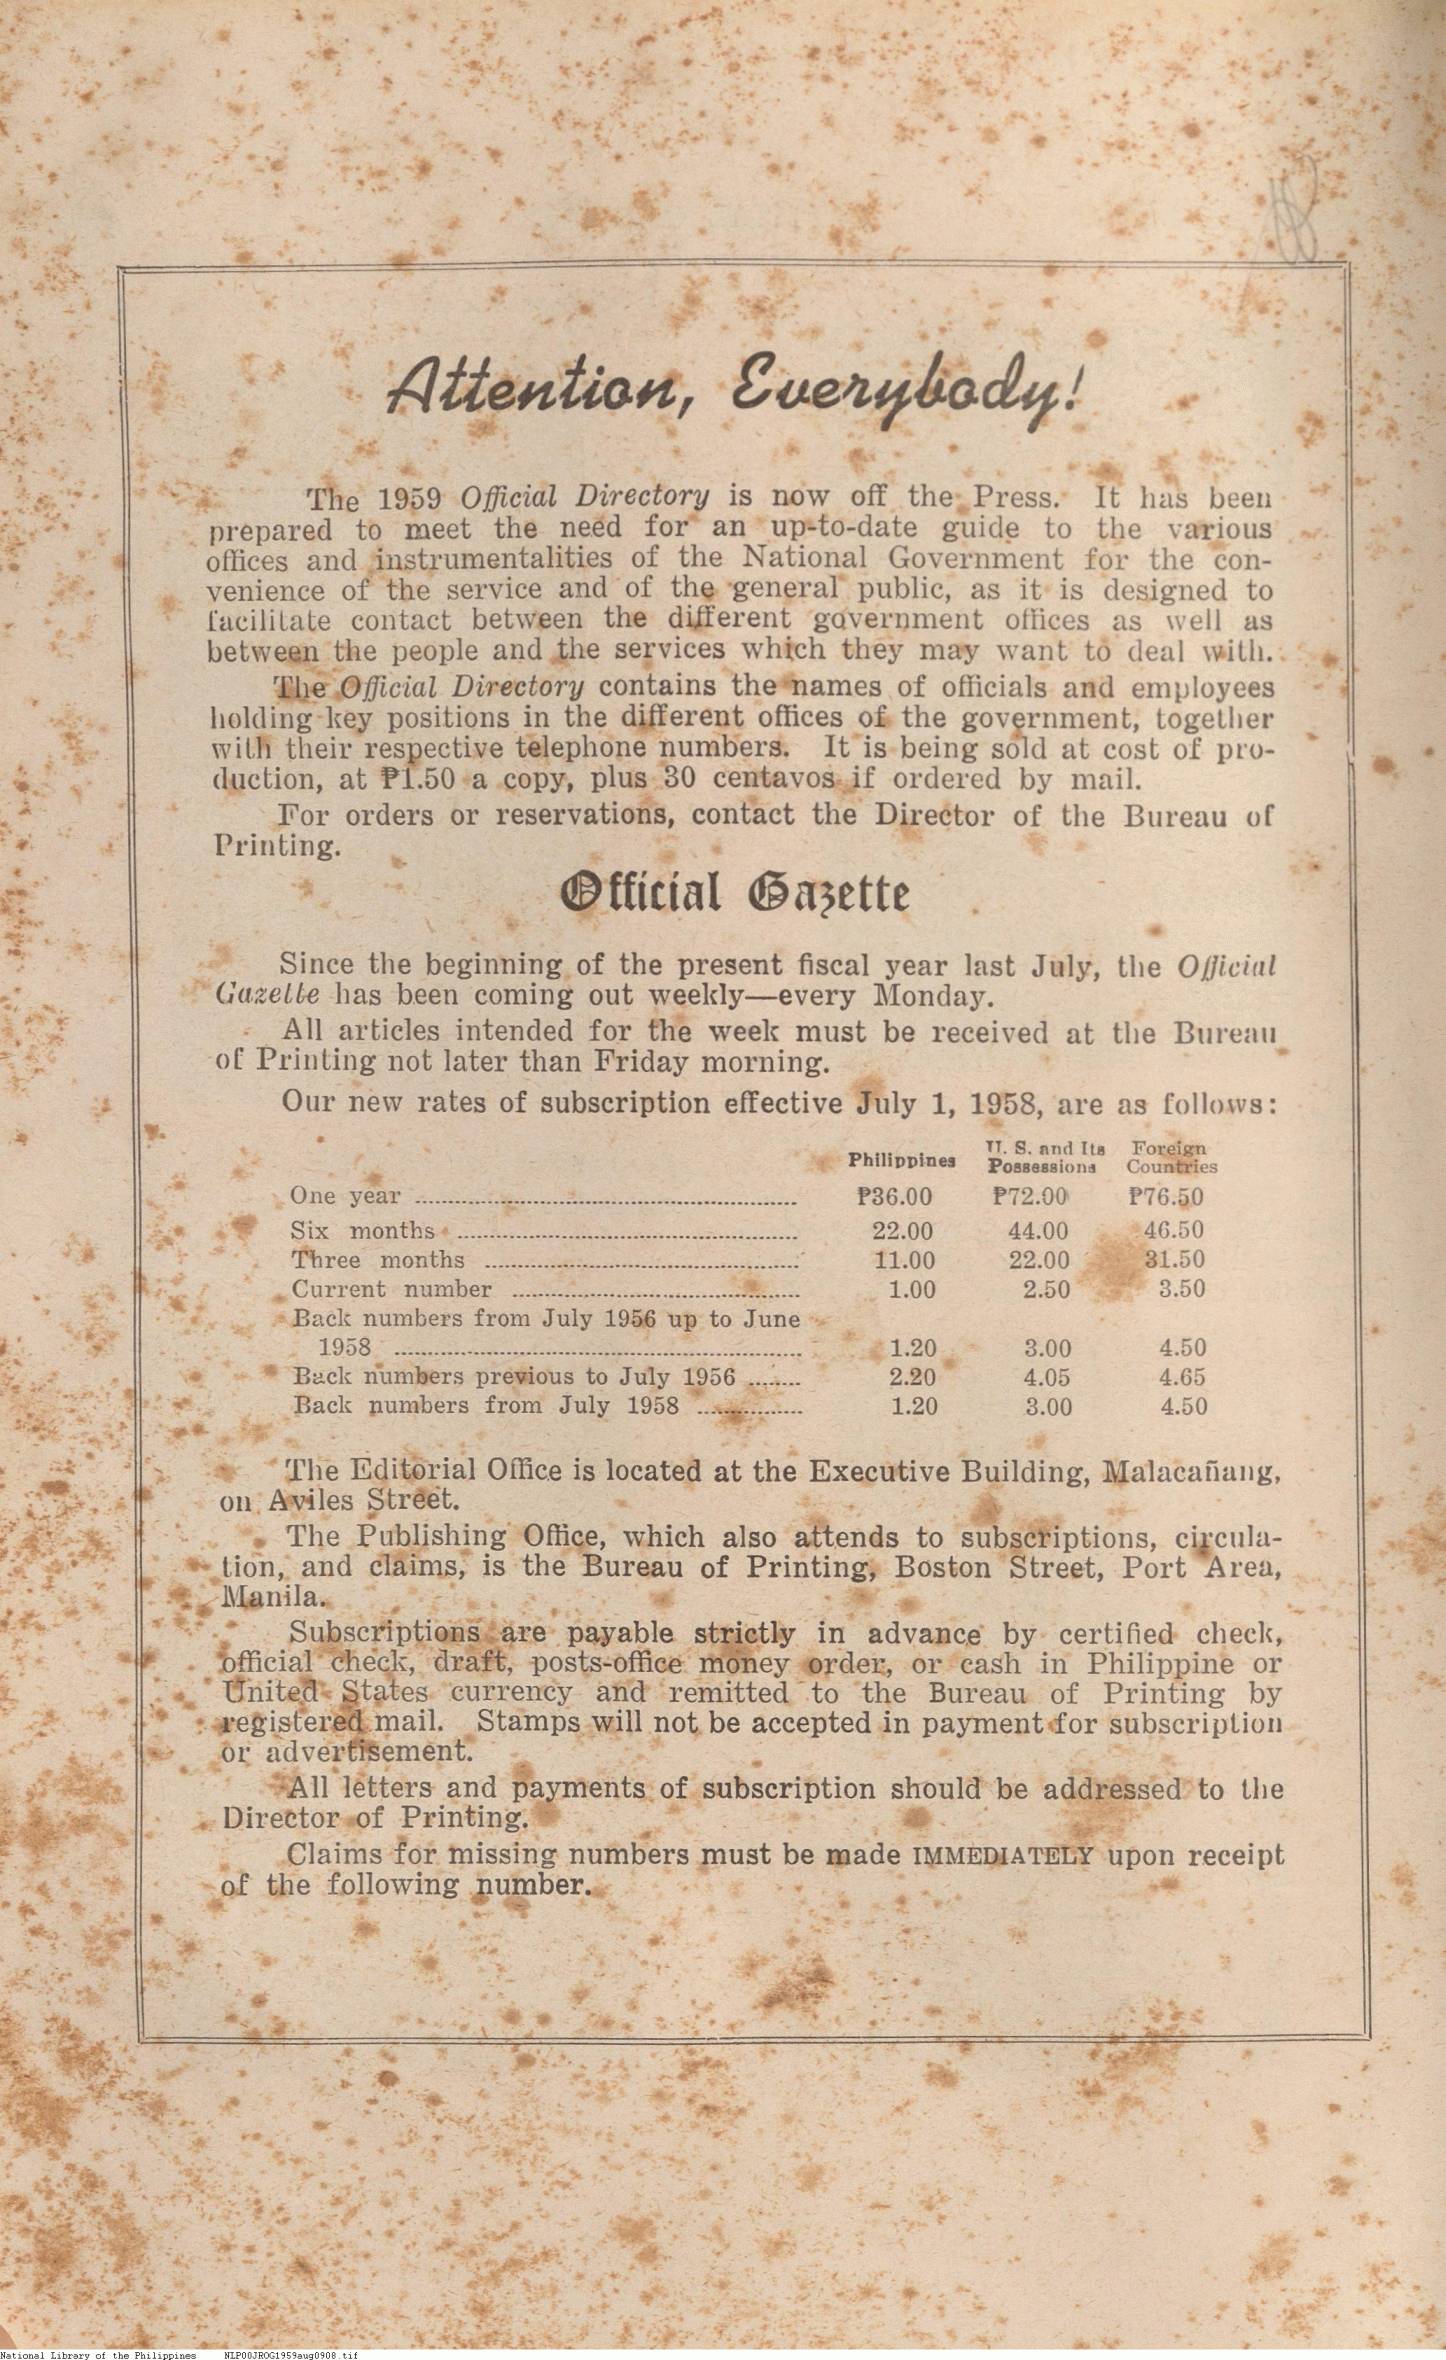 Attention, Everybody!
The 1959 Official Directory is now off the Press. It has been
prepared to meet the need for an up-to-date guide to the various
offices and instrumentalities of the National Government for the con-
venience of the service and of the general public, as it is designed to
facilitate contact between the different government offices as well as
between the people and the services which they may want to deal with.
The Official Directory contains the names of officials and employees
holding key positions in the different offices of the government, together
with their respective telephone numbers. It is being sold at cost of pro-
duction, at ₱1.50 a copy, plus 30 centavos if ordered by mail.
For orders or reservations, contact the Director of the Bureau of
Printing.
Official Gazette
Since the beginning of the present fiscal year last July, the Official
Gazette has been coming out weekly—every Monday.
All articles intended for the week must be received at the Bureau
of Printing not later than Friday morning.
Our new rates of subscription effective July 1, 1958, are as follows:
Philippines U. S. and Its Possessions Foreign Countries
One year ₱36.00 ₱72.00 ₱76.50
Six months 22.00 44.00 46.50
Three months 11.00 22.00 31.50
Current number 1.00 2.50 3.50
Back numbers from July 1956 up to June
1958 1.20 3.00 4.50
Back numbers previous to July 1956 2.20 4.05 4.65
Back numbers from July 1958 1.20 3.00 4.50
The Editorial Office is located at the Executive Building, Malacañang,
on Aviles Street.
The Publishing Office, which also attends to subscriptions, circula-
tion, and claims, is the Bureau of Printing, Boston Street, Port Area,
Manila.
Subscriptions are payable strictly in advance by certified check,
official check, draft, posts-office money order, or cash in Philippine or
United States currency and remitted to the Bureau of Printing by
registered mail. Stamps will not be accepted in payment for subscription
or advertisement.
All letters and payments of subscription should be addressed to the
Director of Printing.
Claims for missing numbers must be made IMMEDIATELY upon receipt
of the following number.
National Library of the Philippines NLP00JROG1959aug0908.tif